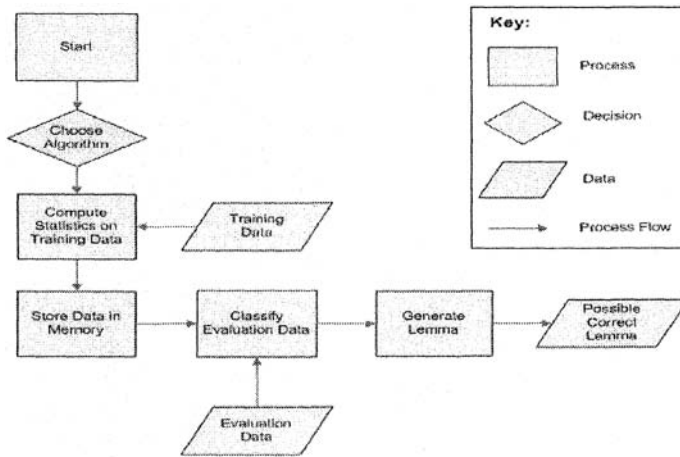 Start
Choose
Algorithm
Compute
Statistics on
Training Data
Training
Data
Store Data in
Memory
Classify
Evaluation Data
Generate
Lemma
Possible
Correct
Lemma
Evaluation
Data
Key:
Process
Decision
Data
Process Flow